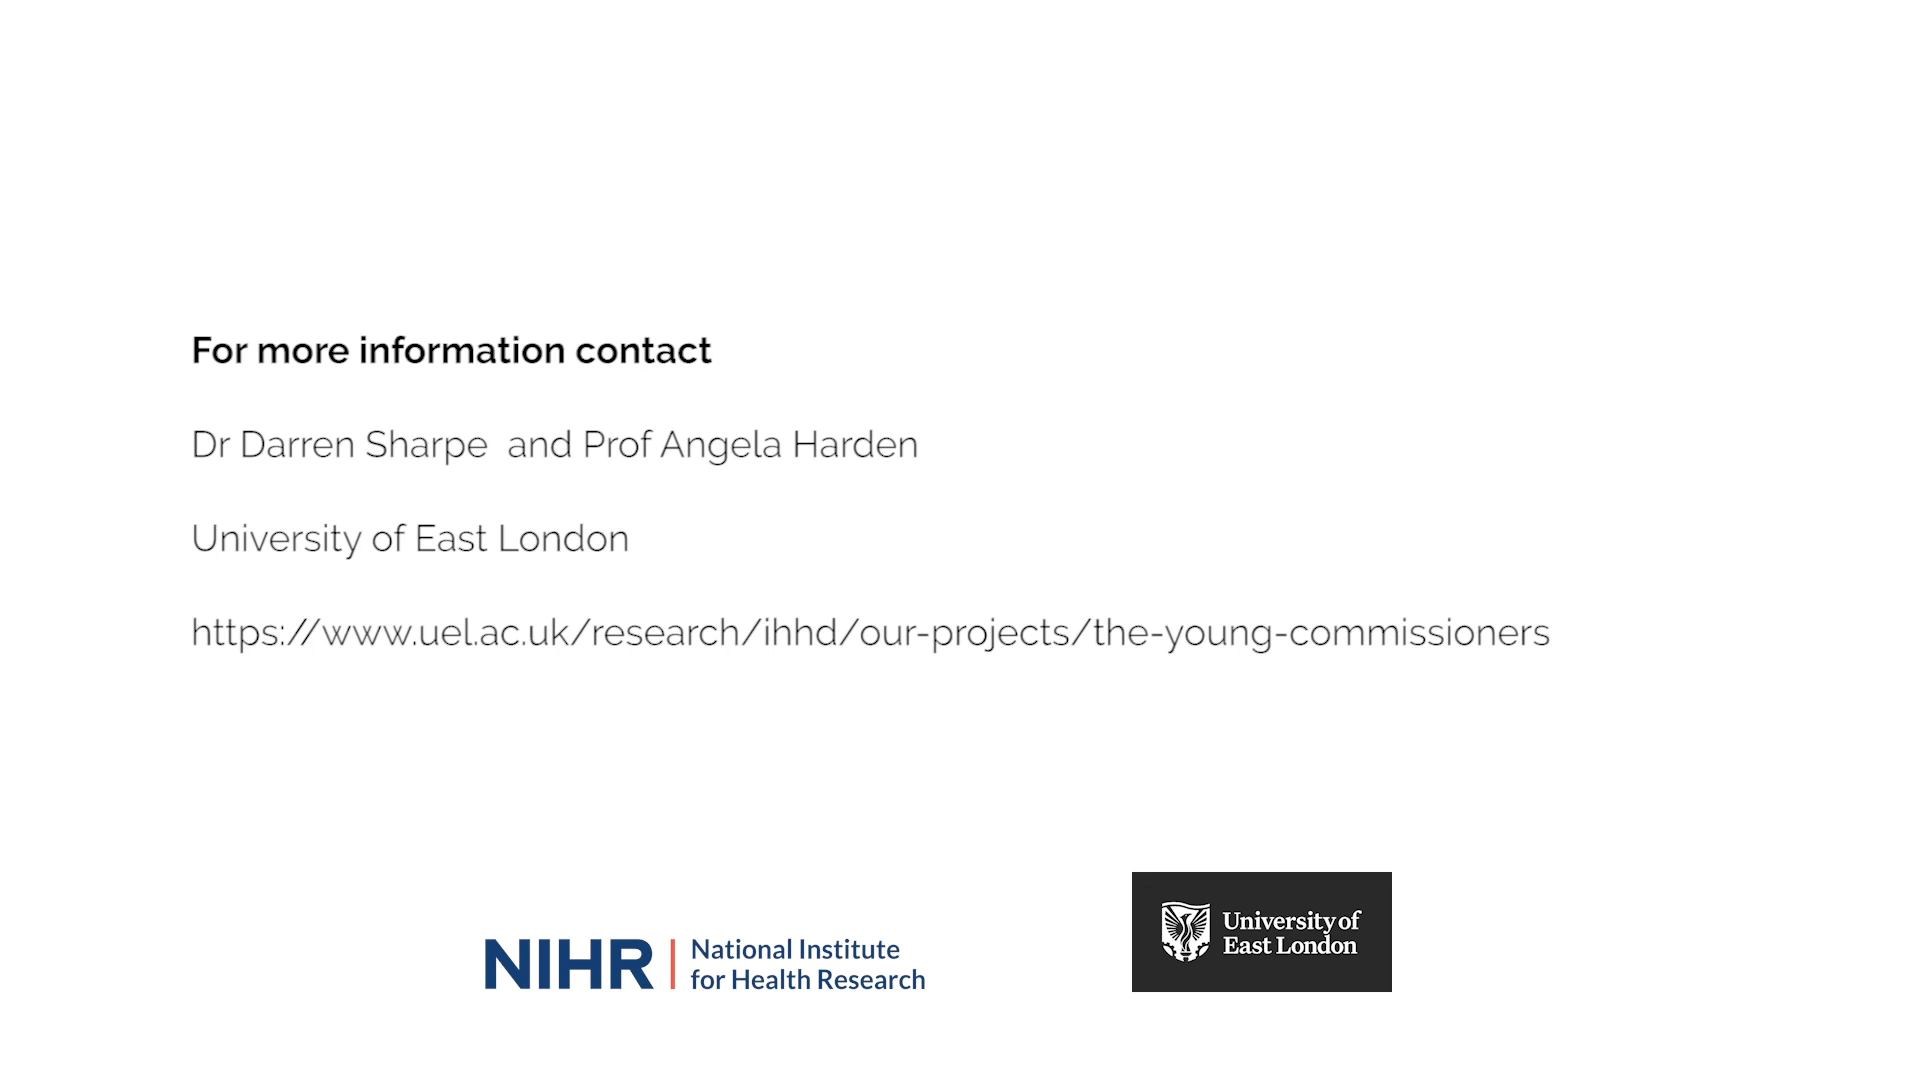 For more information contact
Dr Darren Sharpe  and Prof Angela Harden
University of East London
https://www.uel.ac.uk/research/ihhd/our-projects/the-young-commissioners
NIHR | National Institute
for Health Research
University of
East London